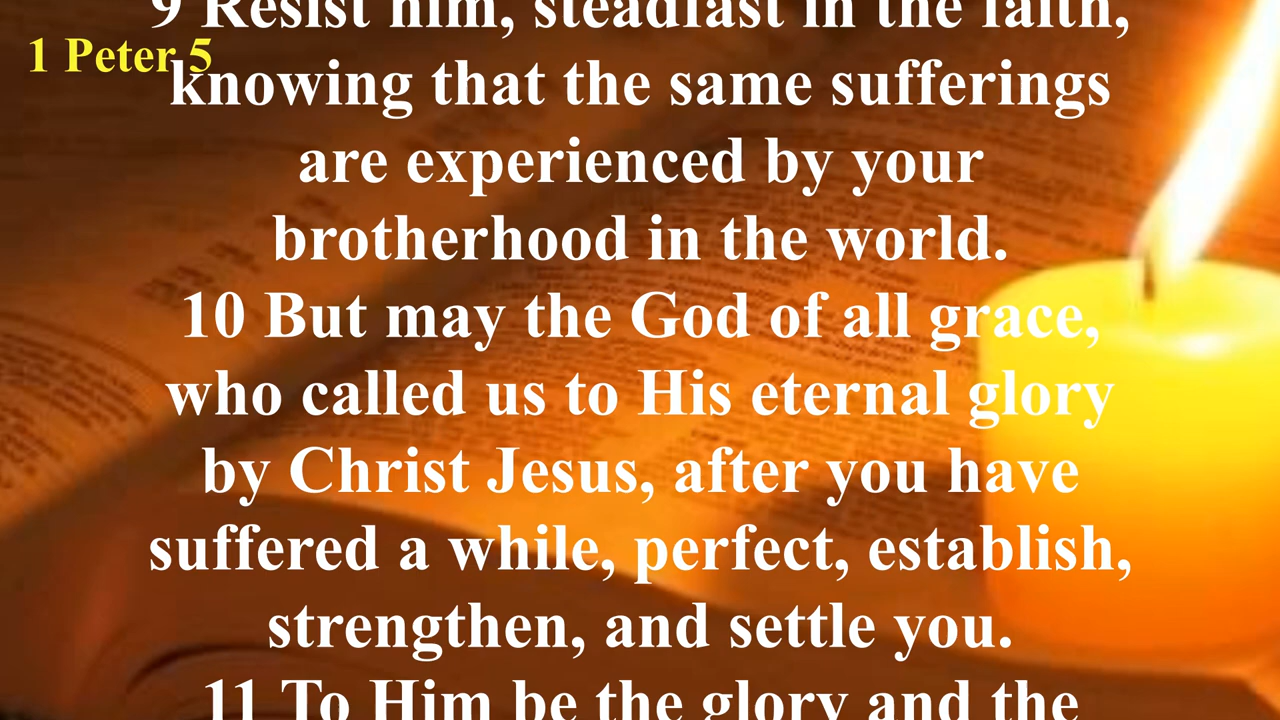 9 Resist him, steadfast in the faith,
1 Peter 5
knowing that the same sufferings
are experienced by your
brotherhood in the world.
10 But may the God of all grace,
who called us to His eternal glory
by Christ Jesus, after you have
suffered a while, perfect, establish,
strengthen, and settle you.
11 To Him be the glory and the